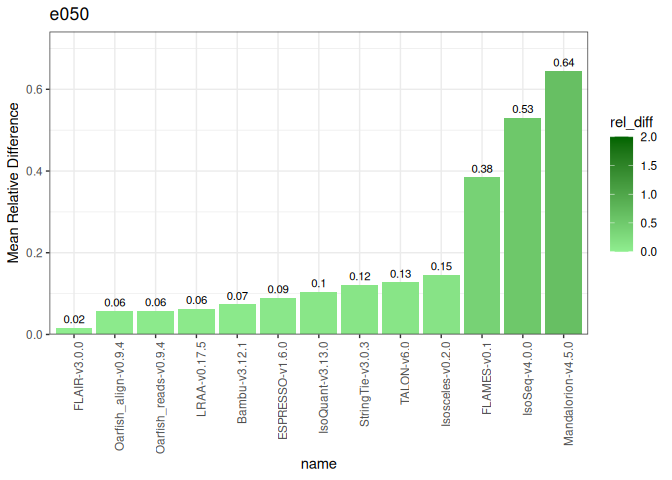 e050
Mean Relative Difference
0.6
0.4
0.2
0.0
0.02
0.06
0.06
0.06
0.07
0.09
0.1
0.12
0.13
0.15
0.38
0.53
0.64
FLAIR-v3.0.0
Oarfish_align-v0.9.4
Oarfish_reads-v0.9.4
LRAA-v0.17.5
Bambu-v3.12.1
ESPRESSO-v1.6.0
IsoQuant-v3.13.0
StringTie-v3.0.3
TALON-v6.0
Isosceles-v0.2.0
FLAMES-v0.1
IsoSeq-v4.0.0
Mandalorion-v4.5.0
name
rel_diff
2.0
1.5
1.0
0.5
0.0